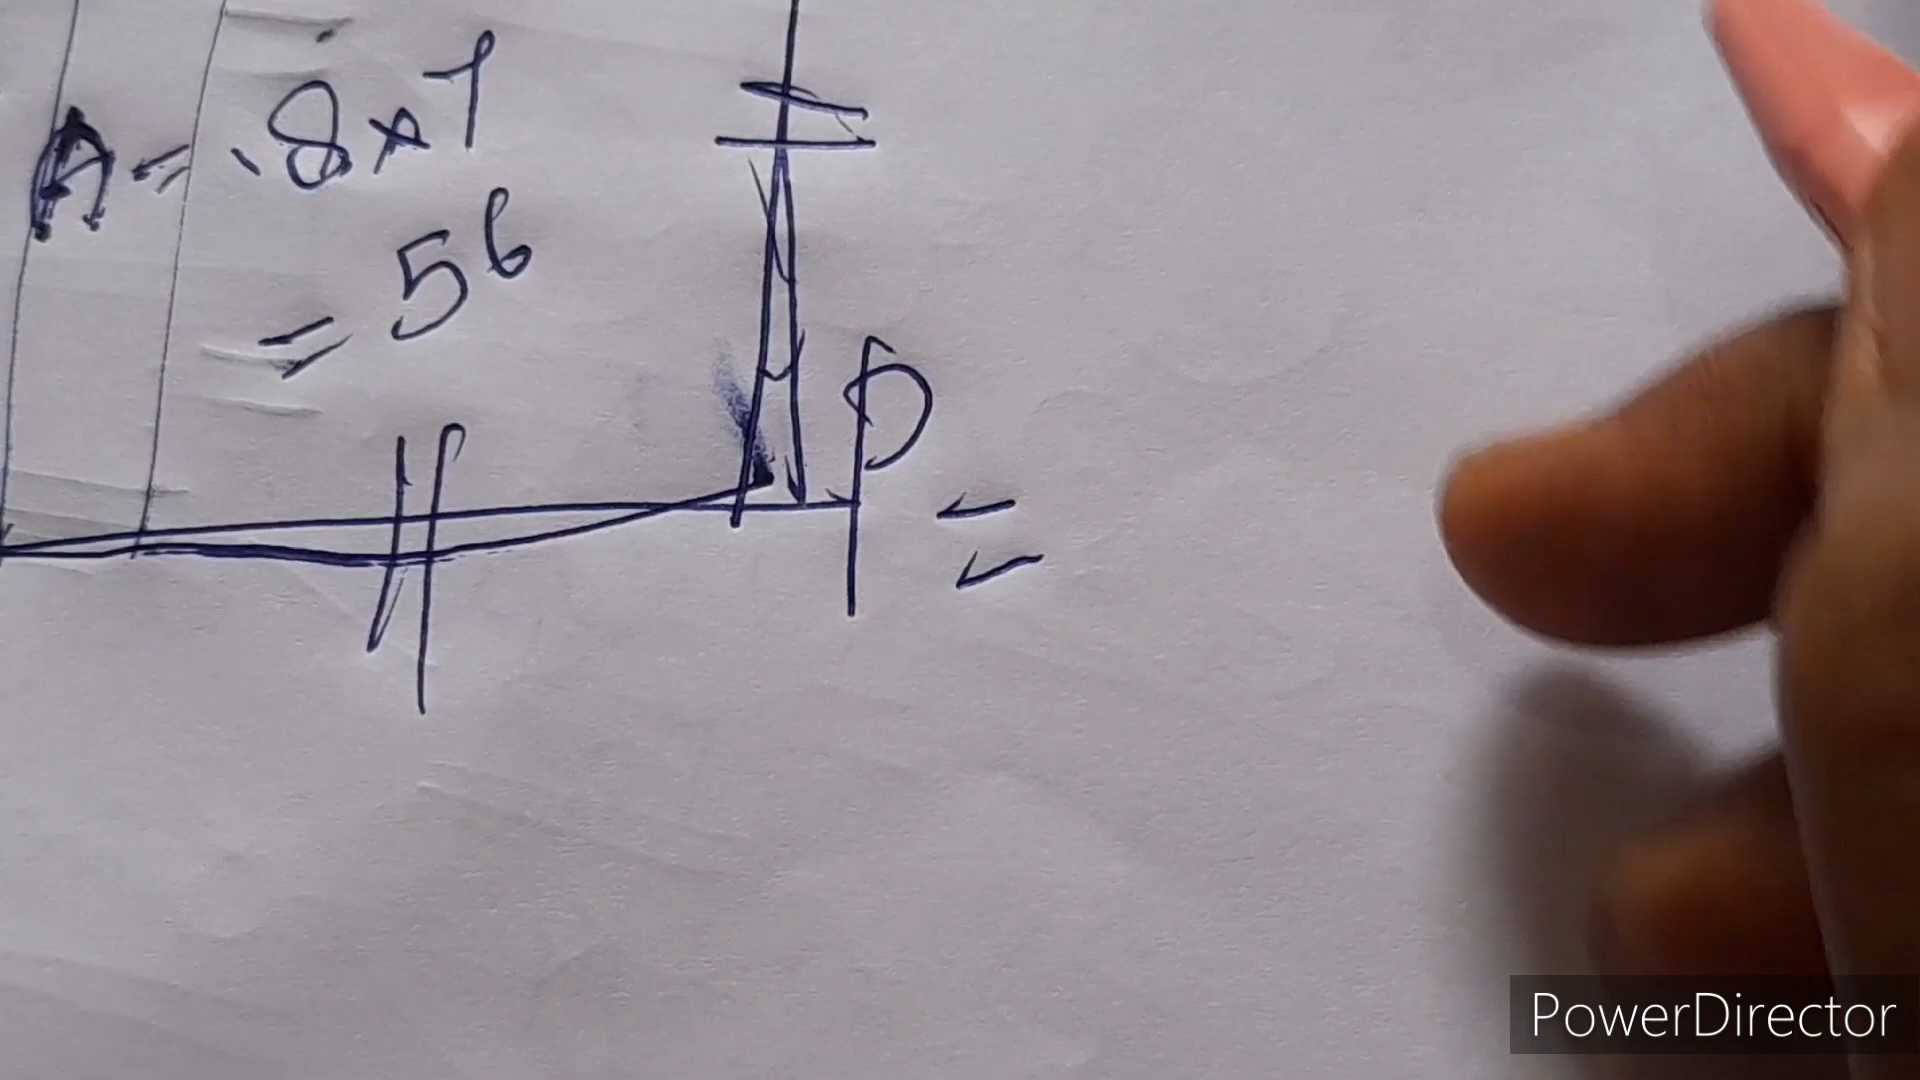 A = 8 × 7
= 56
P =
PowerDirector